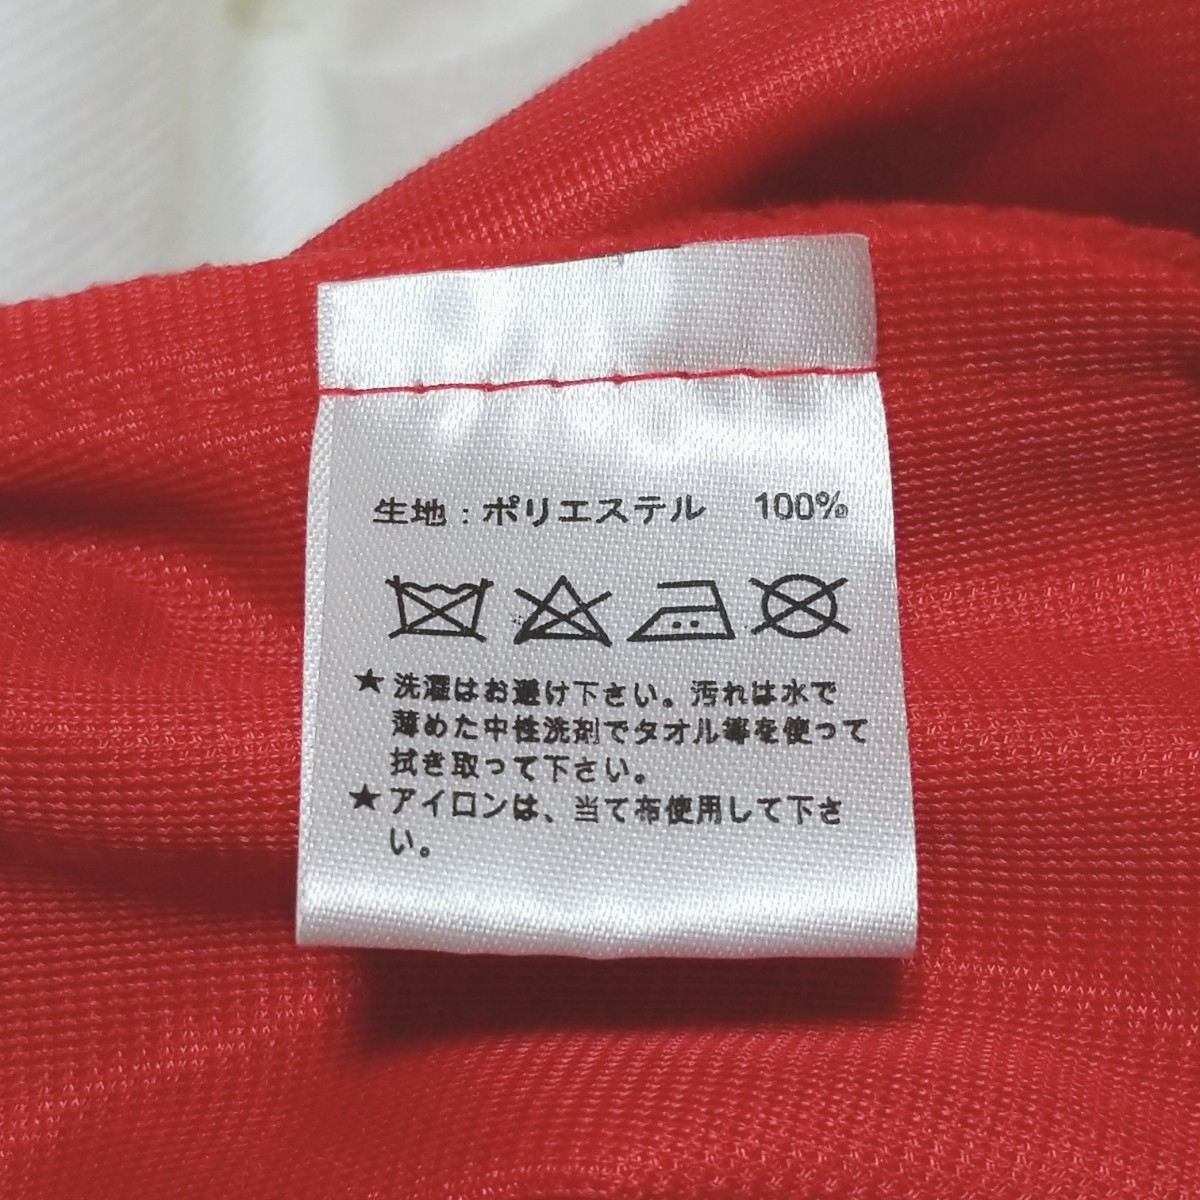 生地：ポリエステル 100%
★洗濯はお避け下さい。汚れは水で
薄めた中性洗剤でタオル等を使って
拭き取って下さい。
★アイロンは、当て布使用して下さ
い。